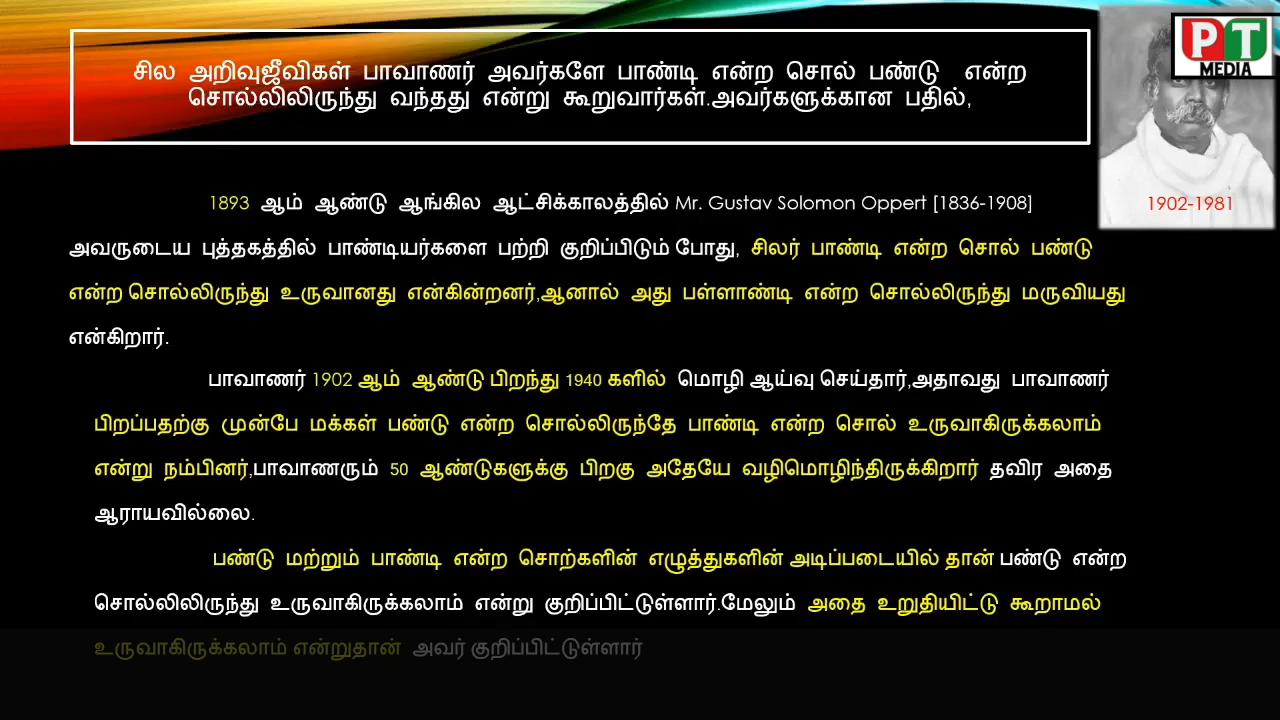 சில அறிவுஜீவிகள் பாவாணர் அவர்களே பாண்டி என்ற சொல் பண்டு என்ற
சொல்லிலிருந்து வந்தது என்று கூறுவார்கள்.அவர்களுக்கான பதில்,
PT
MEDIA
1902-1981
1893 ஆம் ஆண்டு ஆங்கில ஆட்சிக்காலத்தில் Mr. Gustav Solomon Oppert [1836-1908]
அவருடைய புத்தகத்தில் பாண்டியர்களை பற்றி குறிப்பிடும் போது, சிலர் பாண்டி என்ற சொல் பண்டு
என்ற சொல்லிருந்து உருவானது என்கின்றனர்,ஆனால் அது பள்ளாண்டி என்ற சொல்லிருந்து மருவியது
என்கிறார்.
பாவாணர் 1902 ஆம் ஆண்டு பிறந்து 1940 களில் மொழி ஆய்வு செய்தார்,அதாவது பாவாணர்
பிறப்பதற்கு முன்பே மக்கள் பண்டு என்ற சொல்லிருந்தே பாண்டி என்ற சொல் உருவாகிருக்கலாம்
என்று நம்பினர்,பாவாணரும் 50 ஆண்டுகளுக்கு பிறகு அதேயே வழிமொழிந்திருக்கிறார் தவிர அதை
ஆராயவில்லை.
பண்டு மற்றும் பாண்டி என்ற சொற்களின் எழுத்துகளின் அடிப்படையில் தான் பண்டு என்ற
சொல்லிலிருந்து உருவாகிருக்கலாம் என்று குறிப்பிட்டுள்ளார்.மேலும் அதை உறுதியிட்டு கூறாமல்
உருவாகிருக்கலாம் என்றுதான் அவர் குறிப்பிட்டுள்ளார்